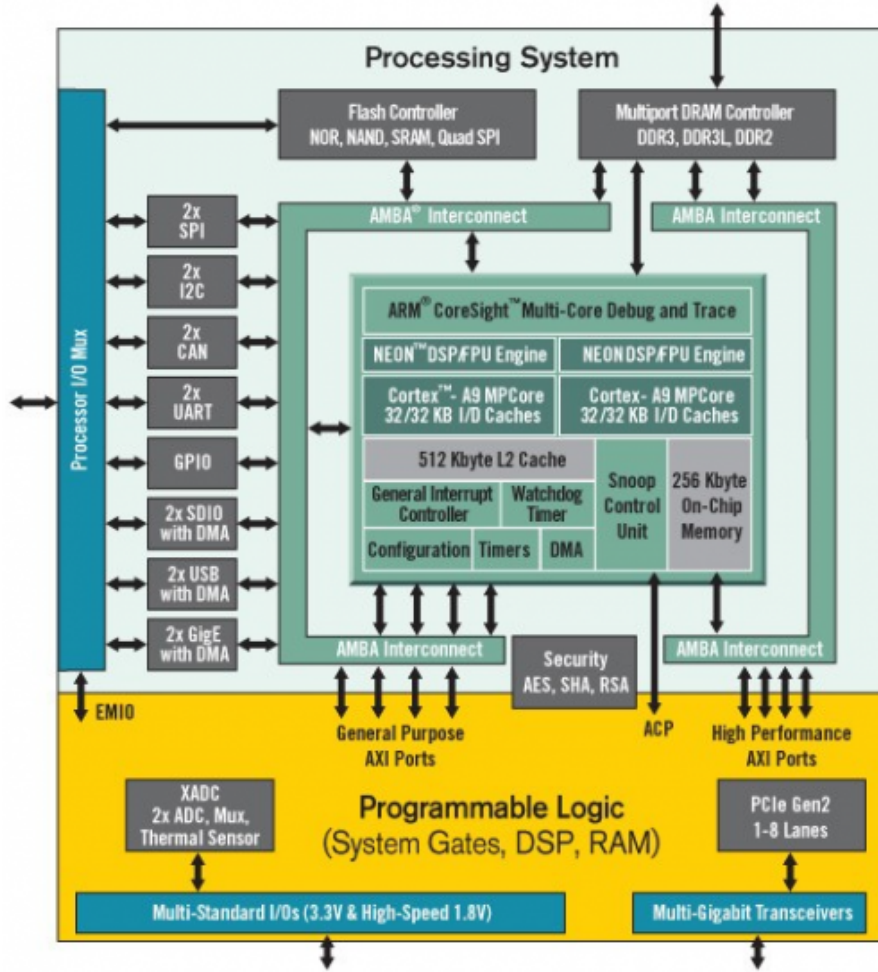 Processing System
Flash Controller
NOR, NAND, SRAM, Quad SPI
Multiport DRAM Controller
DDR3, DDR3L, DDR2
Processor I/O Mux
2x
SPI
2x
I2C
2x
CAN
2x
UART
GPIO
2x SDIO
with DMA
2x USB
with DMA
2x GigE
with DMA
AMBA® Interconnect
AMBA Interconnect
ARM® CoreSight™ Multi-Core Debug and Trace
NEON™ DSP/FPU Engine
NEON DSP/FPU Engine
Cortex™- A9 MPCore
32/32 KB I/D Caches
Cortex- A9 MPCore
32/32 KB I/D Caches
512 Kbyte L2 Cache
General Interrupt
Controller
Watchdog
Timer
Configuration
Timers
DMA
Snoop
Control
Unit
256 Kbyte
On-Chip
Memory
AMBA Interconnect
AMBA Interconnect
Security
AES, SHA, RSA
EMIO
General Purpose
AXI Ports
ACP
High Performance
AXI Ports
XADC
2x ADC, Mux,
Thermal Sensor
Programmable Logic
(System Gates, DSP, RAM)
PCIe Gen2
1-8 Lanes
Multi-Standard I/Os (3.3V & High-Speed 1.8V)
Multi-Gigabit Transceivers